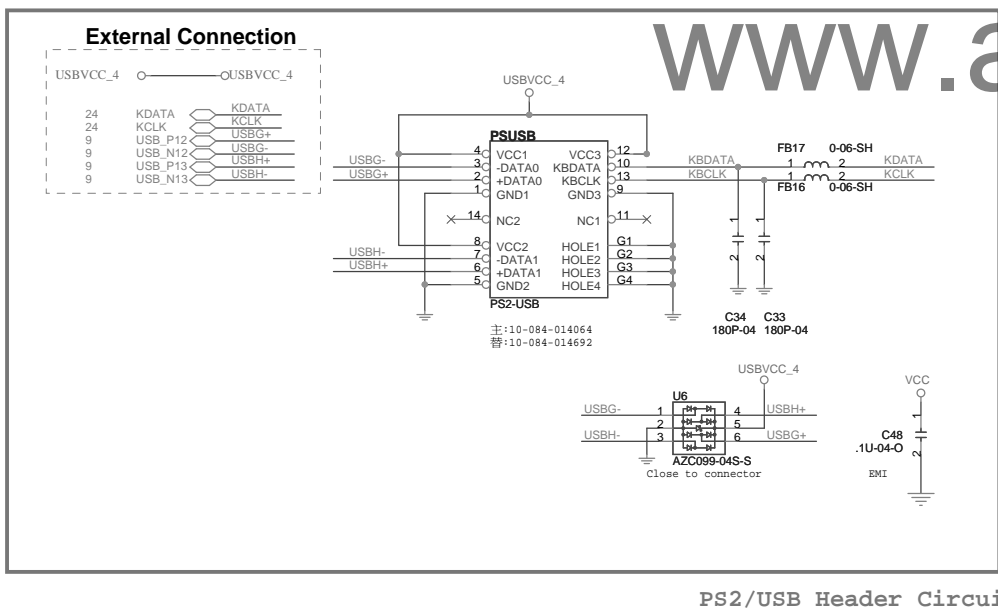 External Connection
www.a
USBVCC_4 USBVCC_4
24 KDATA KDATA
24 KCLK KCLK
9 USB_P12 USBG+
9 USB_N12 USBG-
9 USB_P13 USBH+
9 USB_N13 USBH-
USBVCC_4
PSUSB
USBG- 3 -DATA0
USBG+ 2 +DATA0
4 VCC1
1 GND1
14 NC2
8 VCC2
USBH- 7 -DATA1
USBH+ 6 +DATA1
5 GND2
VCC3 12
KBDATA 10 KBDATA
KBCLK 13 KBCLK
GND3 9
NC1 11
HOLE1 G1
HOLE2 G2
HOLE3 G3
HOLE4 G4
PS2-USB
主:10-084-014064
替:10-084-014692
FB17 0-06-SH
1 2 KDATA
1 2 KCLK
FB16 0-06-SH
1 1
2 2
C34 C33
180P-04 180P-04
USBVCC_4
U6
USBG- 1 4 USBH+
2 5
USBH- 3 6 USBG+
AZC099-04S-S
Close to connector
VCC
1
C48
.1U-04-O
2
EMI
PS2/USB Header Circui